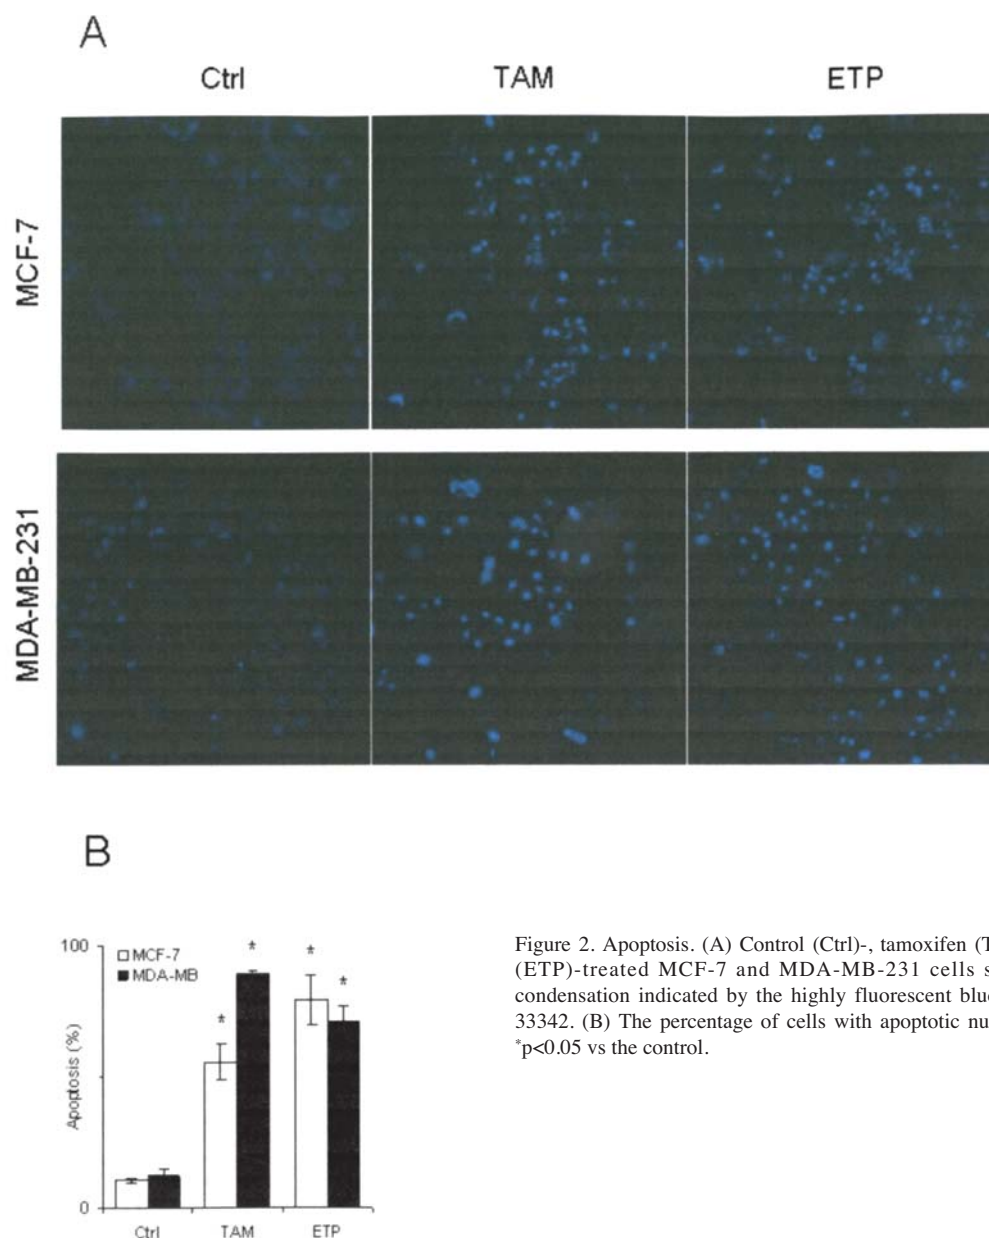 A
Ctrl TAM ETP
MCF-7
MDA-MB-231
B
100
MCF-7
MDA-MB
* * * *
Apoptosis (%)
0
Ctrl TAM ETP
Figure 2. Apoptosis. (A) Control (Ctrl)-, tamoxifen (T
(ETP)-treated MCF-7 and MDA-MB-231 cells s
condensation indicated by the highly fluorescent blue
33342. (B) The percentage of cells with apoptotic nu
*p<0.05 vs the control.